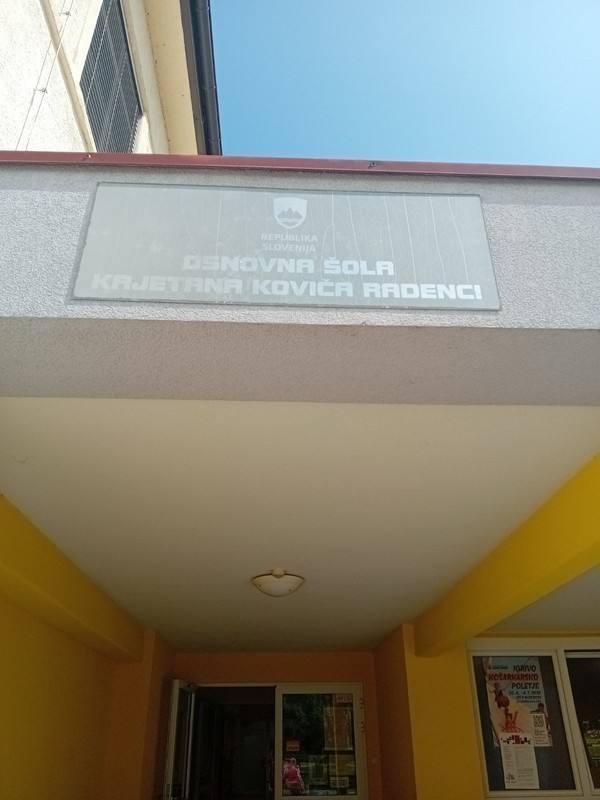 REPUBLIKA
SLOVENIJA
OSNOVNA ŠOLA
KAJETANA KOVIČA RADENCI
IGRIVO
KOŠARKARSKO
POLETJE